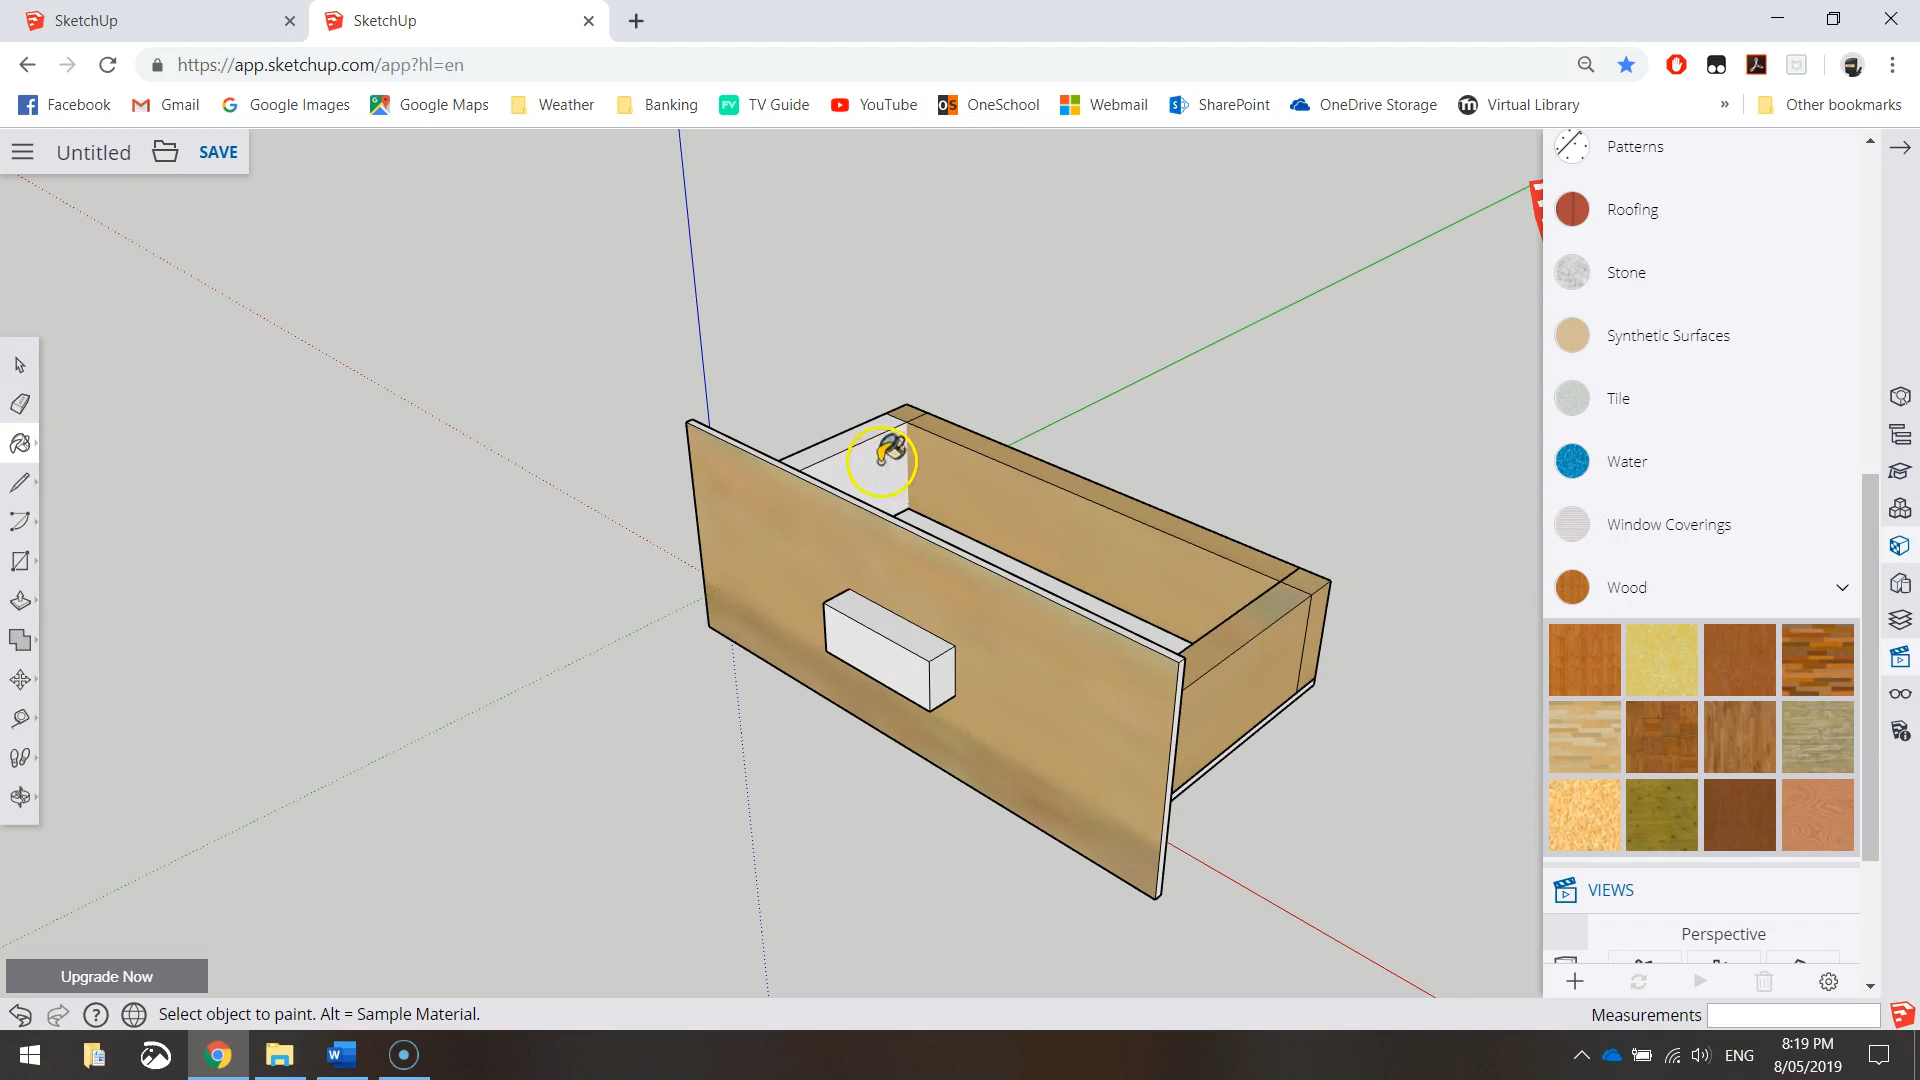 SketchUp
SketchUp
https://app.sketchup.com/app?hl=en
Facebook
Gmail
Google Images
Google Maps
Weather
Banking
TV Guide
YouTube
OneSchool
Webmail
SharePoint
OneDrive Storage
Virtual Library
»
Other bookmarks
Untitled
SAVE
Patterns
Roofing
Stone
Synthetic Surfaces
Tile
Water
Window Coverings
Wood
VIEWS
Perspective
Upgrade Now
Select object to paint. Alt = Sample Material.
Measurements
ENG
8:19 PM
8/05/2019